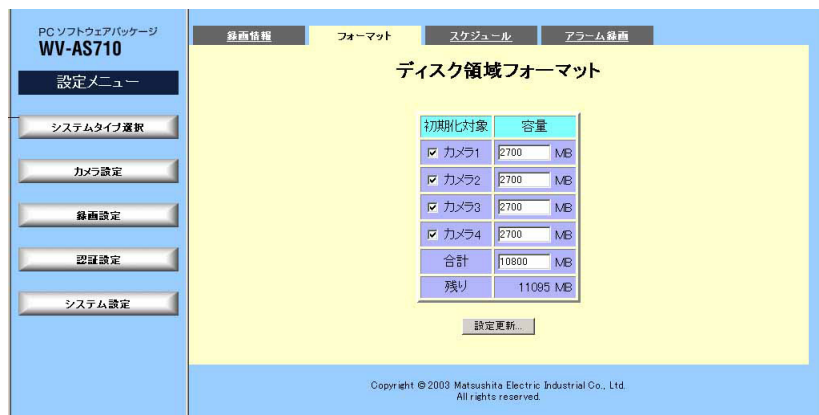 PC ソフトウェアパッケージ
WV-AS710
設定メニュー
システムタイプ選択
カメラ設定
録画設定
認証設定
システム設定
録画情報 フォーマット スケジュール アラーム録画
ディスク領域フォーマット
初期化対象 容量
カメラ1 2700 MB
カメラ2 2700 MB
カメラ3 2700 MB
カメラ4 2700 MB
合計 10800 MB
残り 11095 MB
設定更新...
Copyright © 2003 Matsushita Electric Industrial Co., Ltd.
All rights reserved.